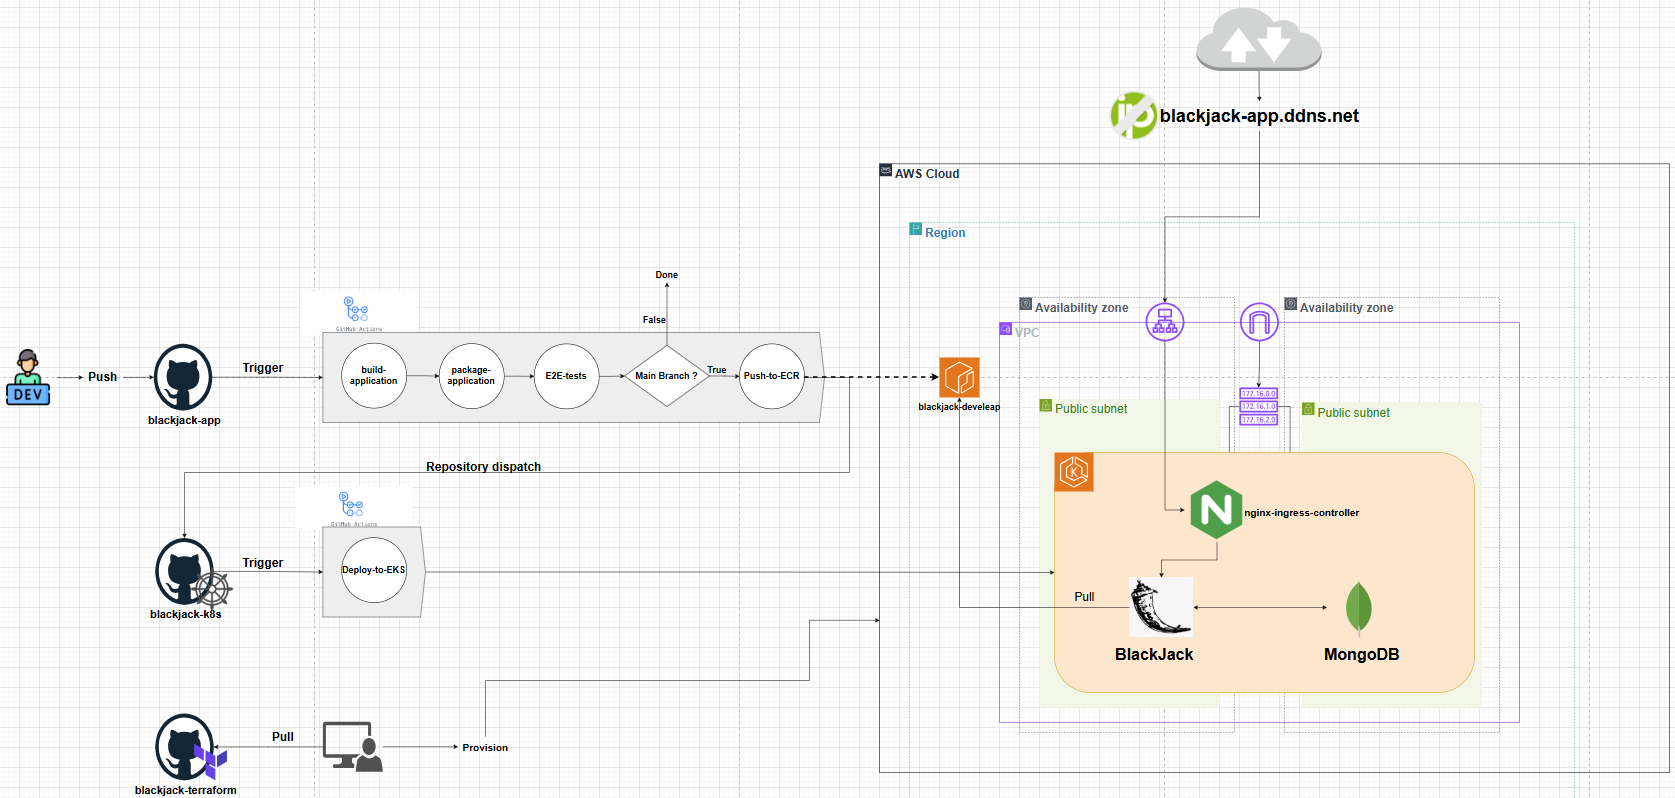 blackjack-app.ddns.net
AWS Cloud
Region
Availability zone
Availability zone
VPC
172.16.0.0
172.16.1.0
172.16.2.0
Public subnet
Public subnet
Done
False
GitHub Actions
DEV
Push
blackjack-app
Trigger
build-
application
package-
application
E2E-tests
Main Branch ?
True
Push-to-ECR
blackjack-develeap
Repository dispatch
GitHub Actions
blackjack-k8s
Trigger
Deploy-to-EKS
nginx-ingress-controller
Pull
BlackJack
MongoDB
blackjack-terraform
Pull
Provision